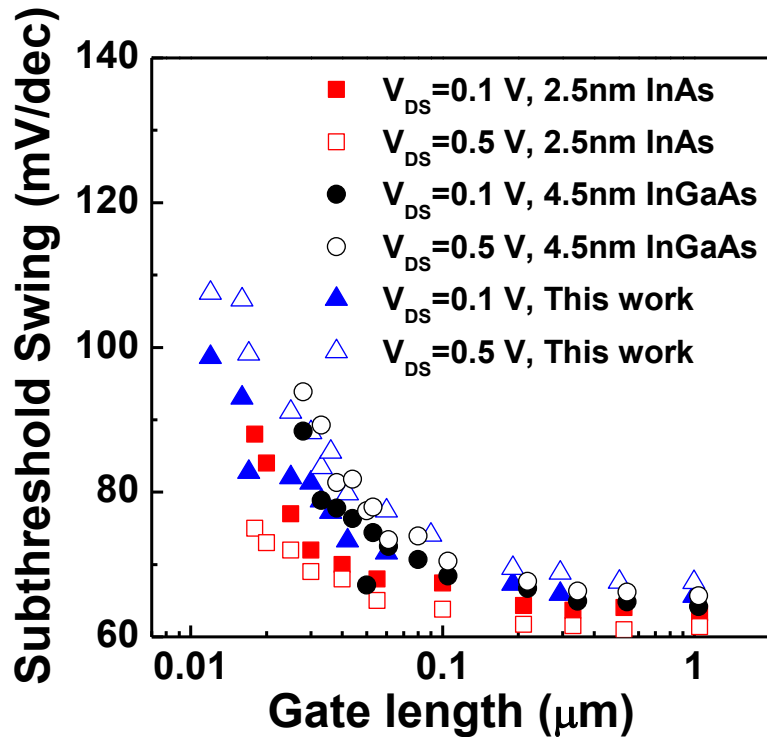 Subthreshold Swing (mV/dec)
140
120
100
80
60
V_DS=0.1 V, 2.5nm InAs
V_DS=0.5 V, 2.5nm InAs
V_DS=0.1 V, 4.5nm InGaAs
V_DS=0.5 V, 4.5nm InGaAs
V_DS=0.1 V, This work
V_DS=0.5 V, This work
0.01
0.1
1
Gate length (μm)